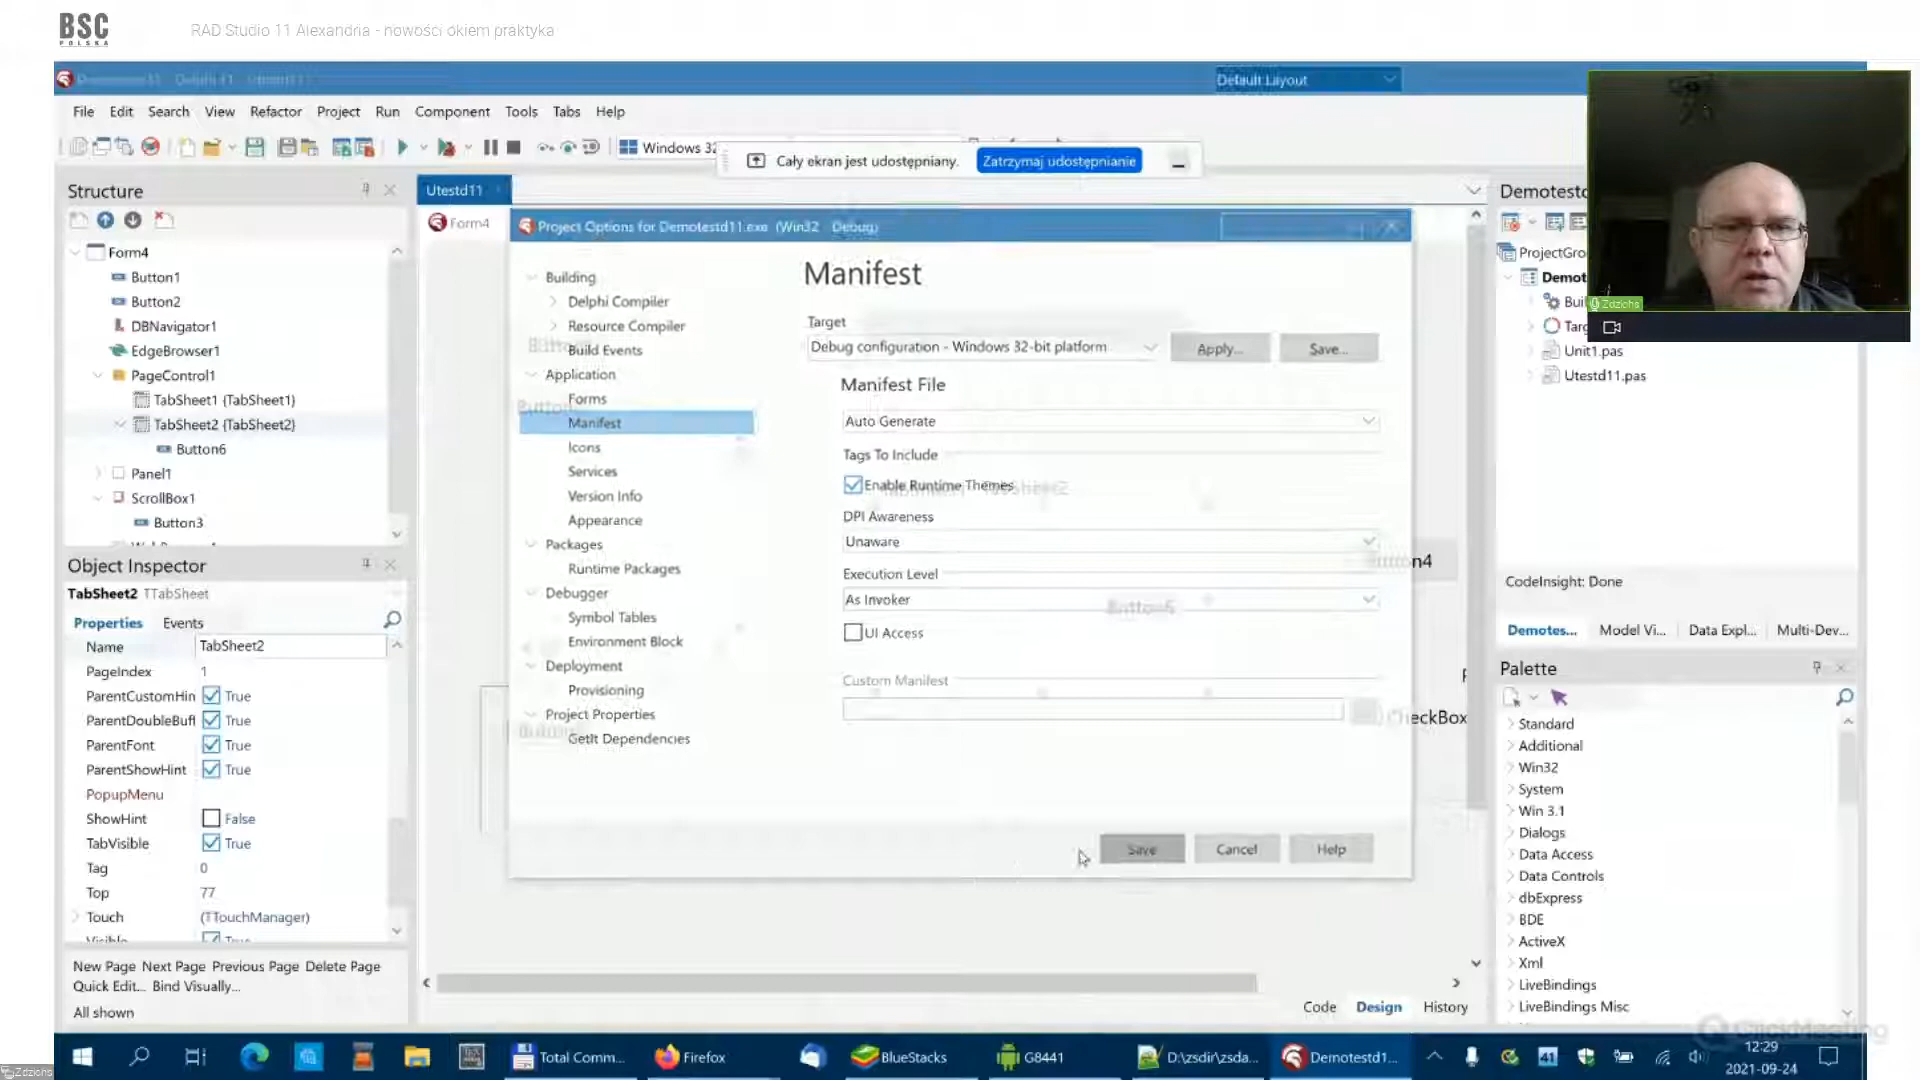 BSC
POLSKA
RAD Studio 11 Alexandria - nowości okiem praktyka
Default Layout
File Edit Search View Refactor Project Run Component Tools Tabs Help
Windows 32
Cały ekran jest udostępniany. Zatrzymaj udostępnianie
Structure
Form4
Button1
Button2
DBNavigator1
EdgeBrowser1
PageControl1
TabSheet1 {TabSheet1}
TabSheet2 {TabSheet2}
Button6
Panel1
ScrollBox1
Button3
Object Inspector
TabSheet2 TTabSheet
Properties Events
Name TabSheet2
PageIndex 1
ParentCustomHin True
ParentDoubleBuff True
ParentFont True
ParentShowHint True
PopupMenu
ShowHint False
TabVisible True
Tag 0
Top 77
Touch (TTouchManager)
Visible True
New Page Next Page Previous Page Delete Page
Quick Edit... Bind Visually...
All shown
Utestd11
Form4
Project Options for Demotestd11.exe (Win32 Debug)
Building
Delphi Compiler
Resource Compiler
Build Events
Application
Forms
Manifest
Icons
Services
Version Info
Appearance
Packages
Runtime Packages
Debugger
Symbol Tables
Environment Block
Deployment
Provisioning
Project Properties
GetIt Dependencies
Manifest
Target
Debug configuration - Windows 32-bit platform Apply... Save...
Manifest File
Auto Generate
Tags To Include
Enable Runtime Themes
DPI Awareness
Unaware
Execution Level
As Invoker
Button5
UI Access
Custom Manifest
Save Cancel Help
CheckBox
Code Design History
Zdzichs
Unit1.pas
Utestd11.pas
CodeInsight: Done
Demotes... Model Vi... Data Expl... Multi-Dev...
Palette
Standard
Additional
Win32
System
Win 3.1
Dialogs
Data Access
Data Controls
dbExpress
BDE
ActiveX
Xml
LiveBindings
LiveBindings Misc
ClickMeeting
Total Comm... Firefox BlueStacks G8441 D:\zsdir\zsda... Demotestd1... 41
12:29
2021-09-24
Zdzichs